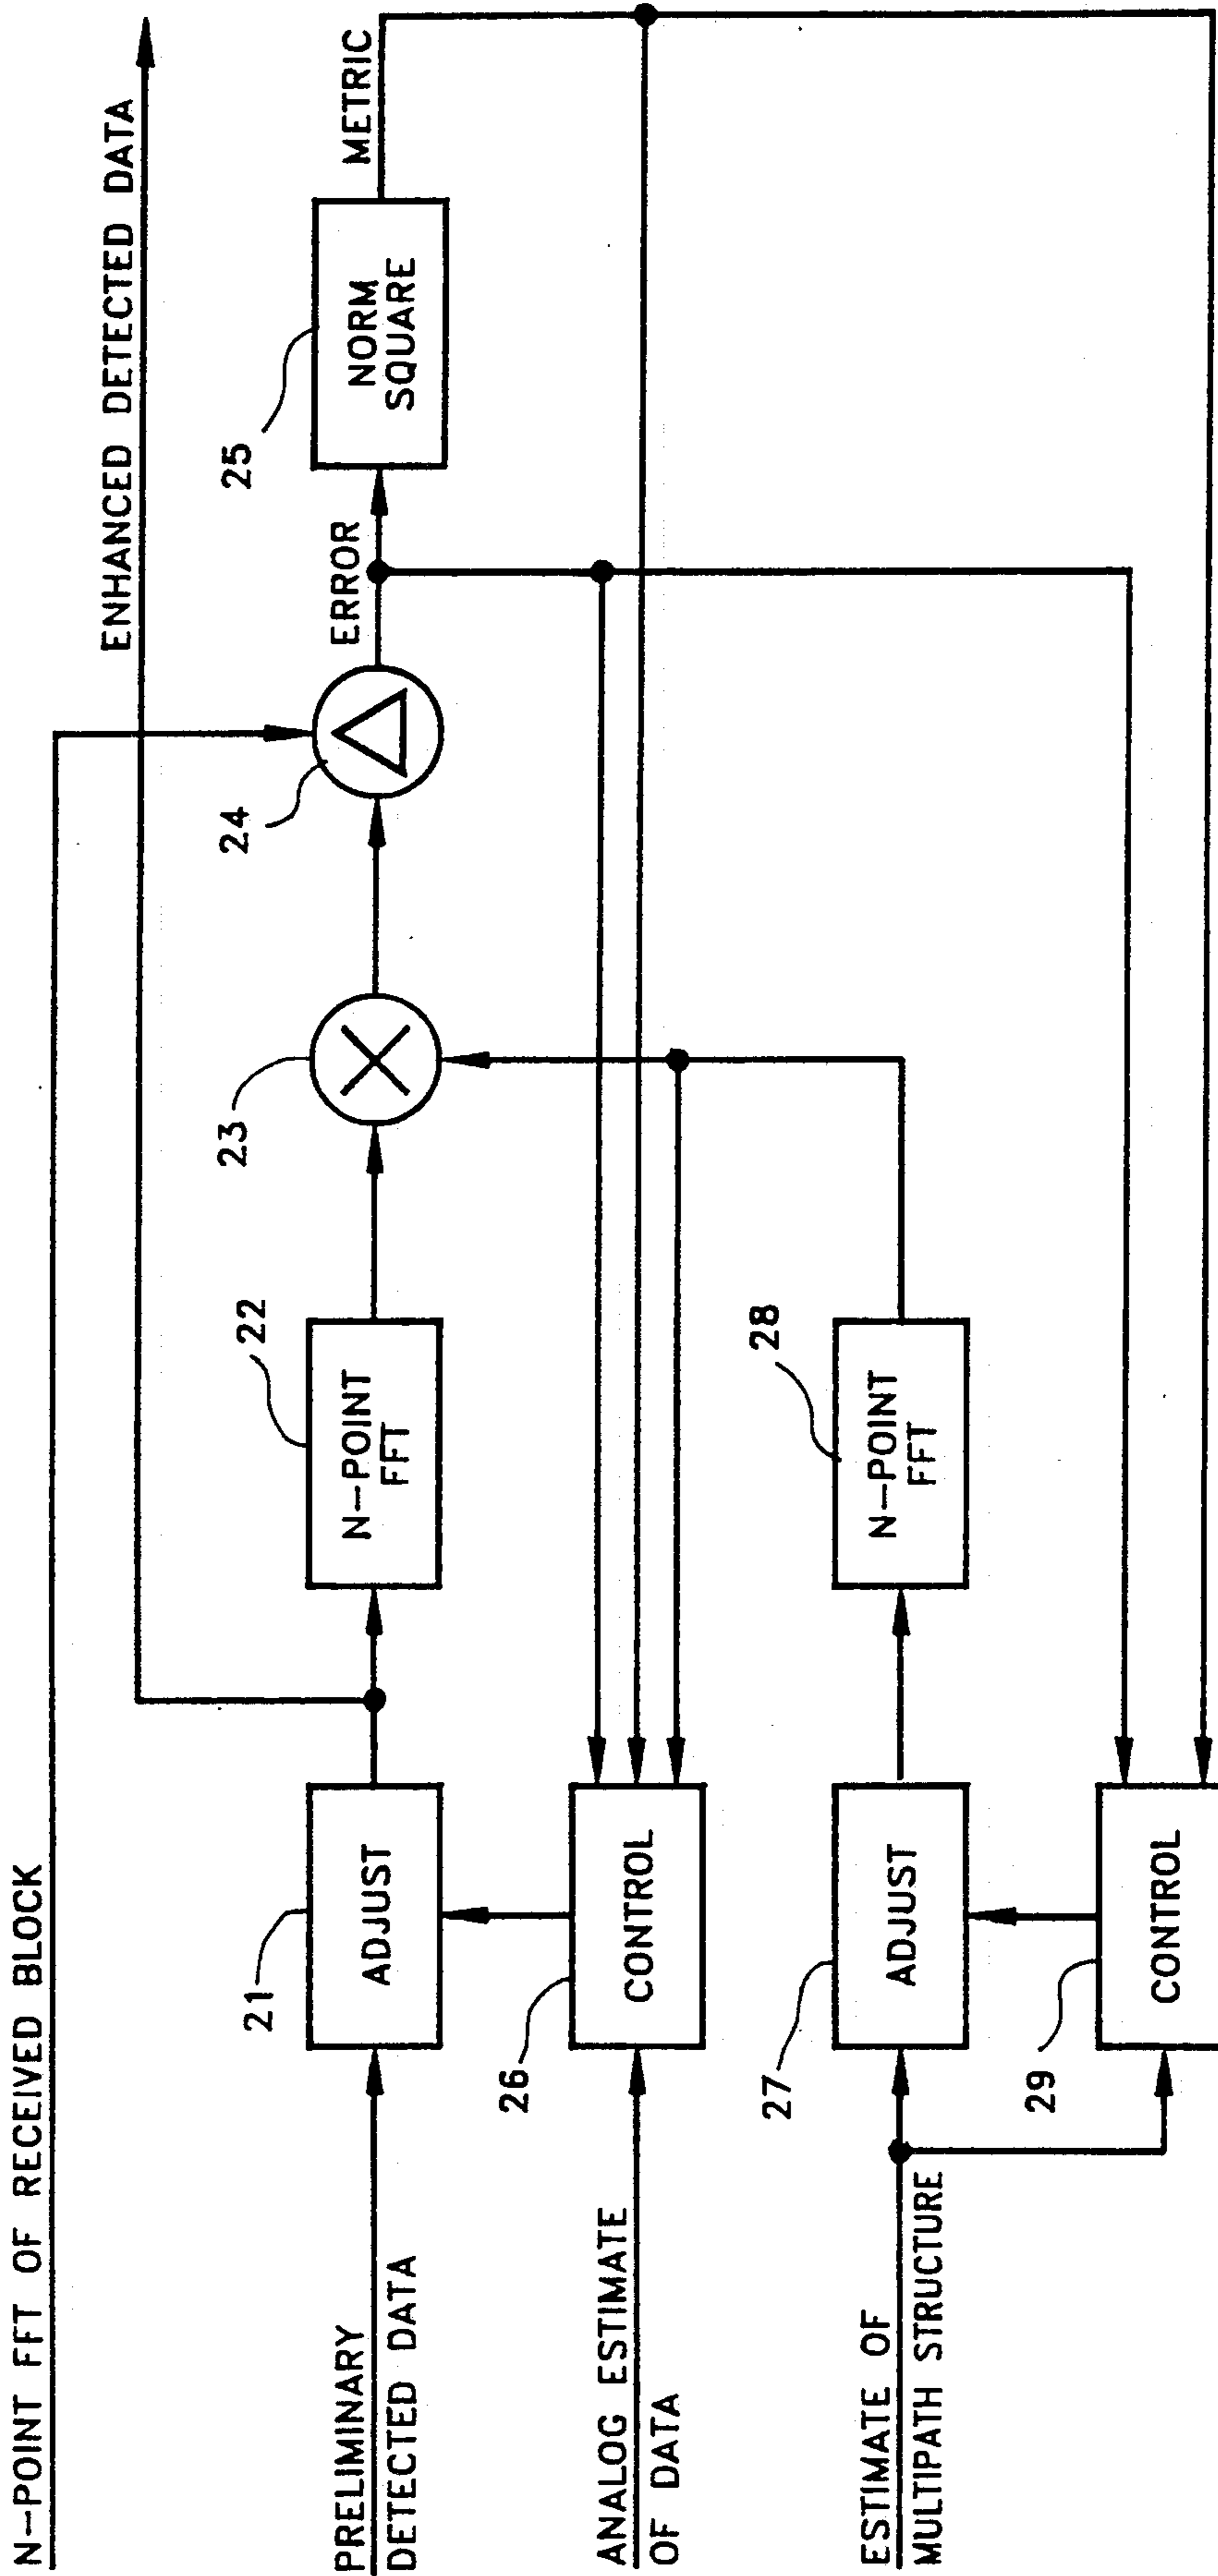 N-POINT FFT OF RECEIVED BLOCK
ENHANCED DETECTED DATA
PRELIMINARY
DETECTED DATA
21
ADJUST
22
N-POINT
FFT
23
24
ERROR
25
NORM
SQUARE
METRIC
ANALOG ESTIMATE
OF DATA
26
CONTROL
ESTIMATE OF
MULTIPATH STRUCTURE
27
ADJUST
28
N-POINT
FFT
29
CONTROL